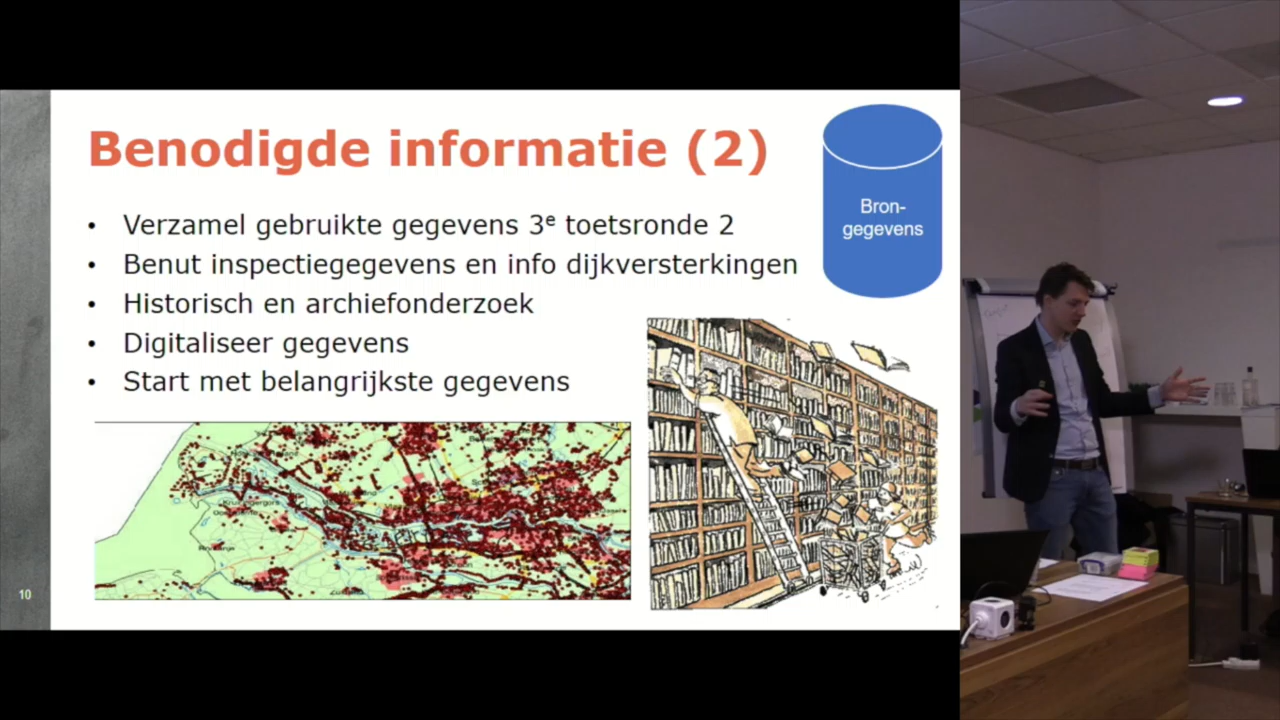 Benodigde informatie (2)
Bron-
gegevens
• Verzamel gebruikte gegevens 3e toetsronde 2
• Benut inspectiegegevens en info dijkversterkingen
• Historisch en archiefonderzoek
• Digitaliseer gegevens
• Start met belangrijkste gegevens
10